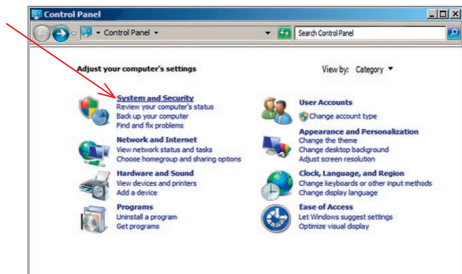 Control Panel
Control Panel
Search Control Panel
Adjust your computer's settings
View by: Category
System and Security
Review your computer's status
Back up your computer
Find and fix problems
Network and Internet
View network status and tasks
Choose homegroup and sharing options
Hardware and Sound
View devices and printers
Add a device
Programs
Uninstall a program
Get programs
User Accounts
Change account type
Appearance and Personalization
Change the theme
Change desktop background
Adjust screen resolution
Clock, Language, and Region
Change keyboards or other input methods
Change display language
Ease of Access
Let Windows suggest settings
Optimize visual display